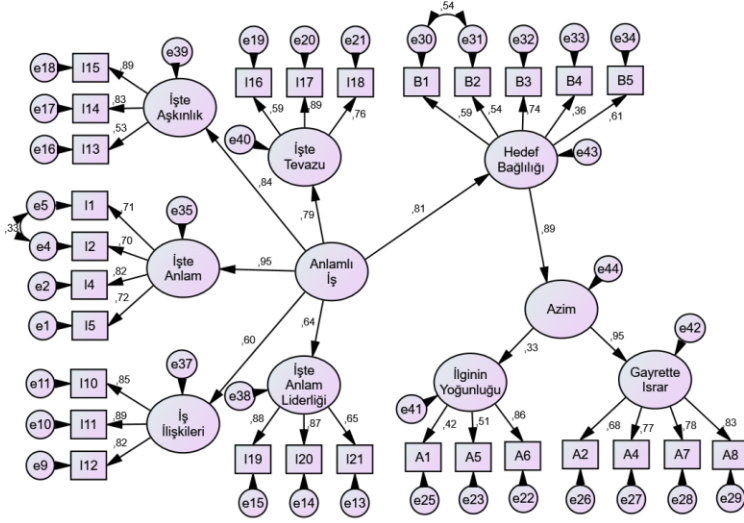 ,54
e18
I15
,89
e39
e19
e20
e21
e30
e31
e32
e33
e34
e17
I14
,83
İşte
Aşkınlık
I16
I17
I18
B1
B2
B3
B4
B5
e16
I13
,53
,59
,89
,76
,59
,54
,74
,36
,61
e40
İşte
Tevazu
Hedef
Bağlılığı
e43
,84
,79
,81
,89
e5
I1
,71
e35
,33
e4
I2
,70
İşte
Anlam
,95
Anlamlı
İş
e2
I4
,82
e1
I5
,72
e44
Azim
,60
,64
,33
,95
e42
e11
I10
,85
e37
e38
İşte
Anlam
Liderliği
İlginin
Yoğunluğu
Gayrette
Israr
e10
I11
,89
İş
İlişkileri
e41
e9
I12
,82
,88
,87
,65
,42
,51
,86
,68
,77
,78
,83
I19
I20
I21
A1
A5
A6
A2
A4
A7
A8
e15
e14
e13
e25
e23
e22
e26
e27
e28
e29